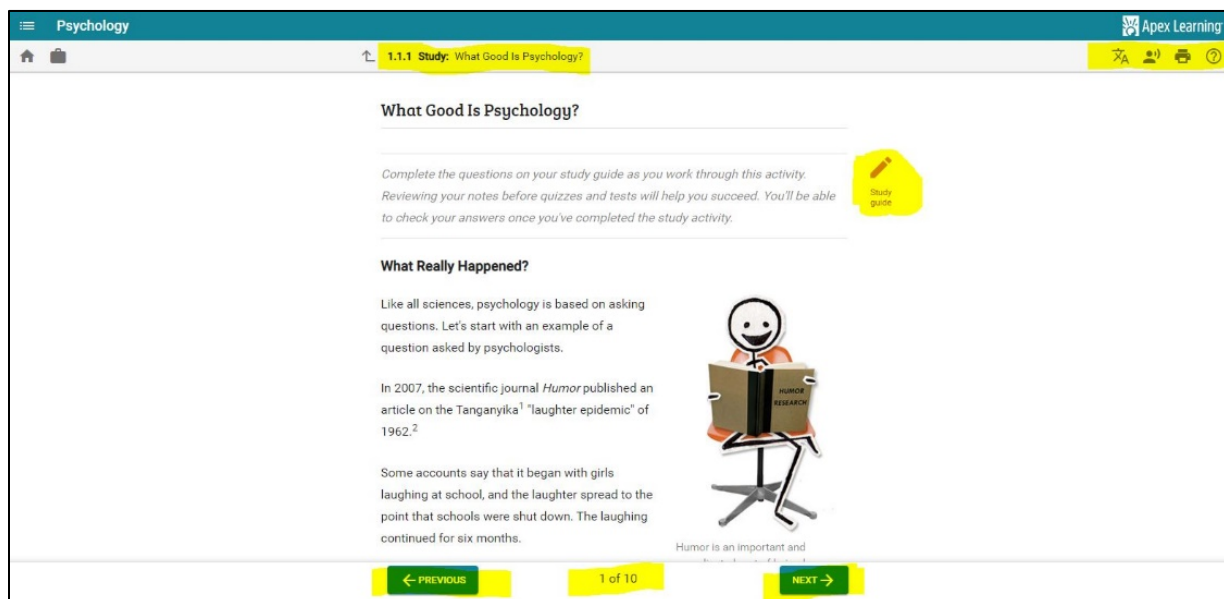 Psychology
Apex Learning
1.1.1 Study: What Good Is Psychology?
What Good Is Psychology?
Complete the questions on your study guide as you work through this activity.
Reviewing your notes before quizzes and tests will help you succeed. You'll be able
to check your answers once you've completed the study activity.
Study
guide
What Really Happened?
Like all sciences, psychology is based on asking
questions. Let's start with an example of a
question asked by psychologists.
In 2007, the scientific journal Humor published an
article on the Tanganyika1 "laughter epidemic" of
1962.2
Some accounts say that it began with girls
laughing at school, and the laughter spread to the
point that schools were shut down. The laughing
continued for six months.
HUMOR
RESEARCH
Humor is an important and
PREVIOUS
1 of 10
NEXT